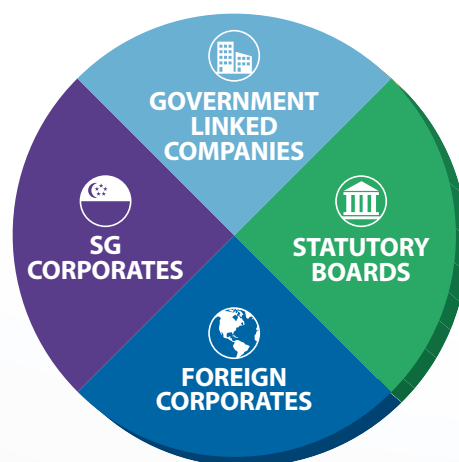 GOVERNMENT
LINKED
COMPANIES
SG
CORPORATES
STATUTORY
BOARDS
FOREIGN
CORPORATES